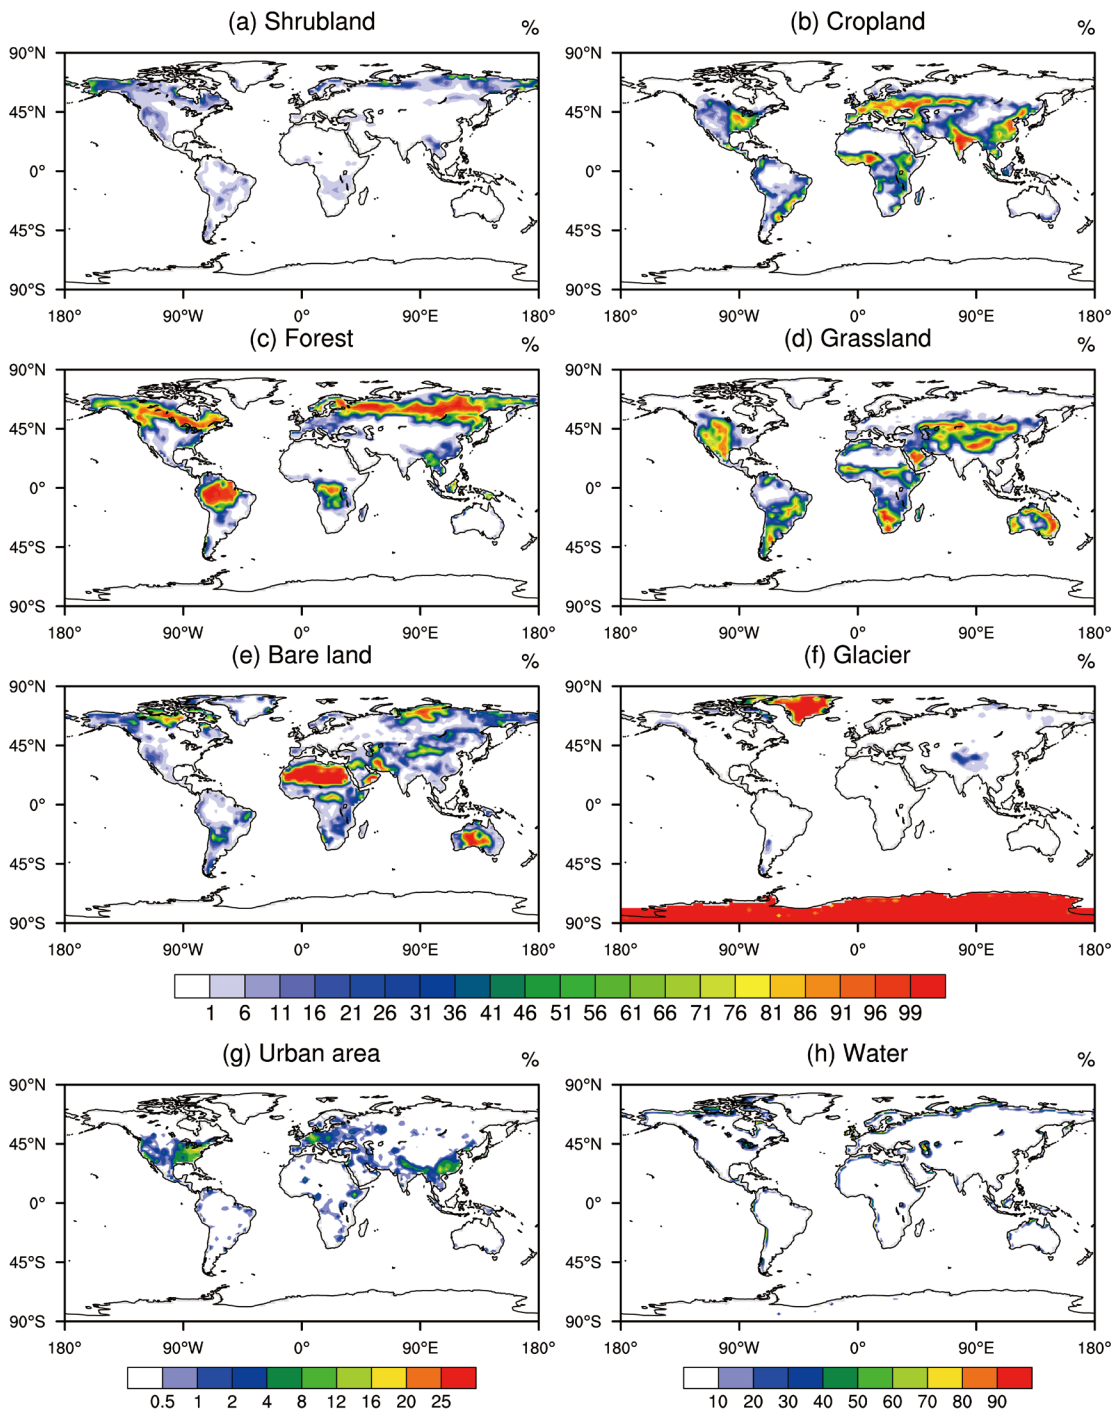 (a) Shrubland % (b) Cropland %
90°N 90°N
45°N 45°N
0° 0°
45°S 45°S
90°S 90°S
180° 90°W 0° 90°E 180° 180° 90°W 0° 90°E 180°
(c) Forest % (d) Grassland %
90°N 90°N
45°N 45°N
0° 0°
45°S 45°S
90°S 90°S
180° 90°W 0° 90°E 180° 180° 90°W 0° 90°E 180°
(e) Bare land % (f) Glacier %
90°N 90°N
45°N 45°N
0° 0°
45°S 45°S
90°S 90°S
180° 90°W 0° 90°E 180° 180° 90°W 0° 90°E 180°
1 6 11 16 21 26 31 36 41 46 51 56 61 66 71 76 81 86 91 96 99
(g) Urban area % (h) Water %
90°N 90°N
45°N 45°N
0° 0°
45°S 45°S
90°S 90°S
180° 90°W 0° 90°E 180° 180° 90°W 0° 90°E 180°
0.5 1 2 4 8 12 16 20 25 10 20 30 40 50 60 70 80 90